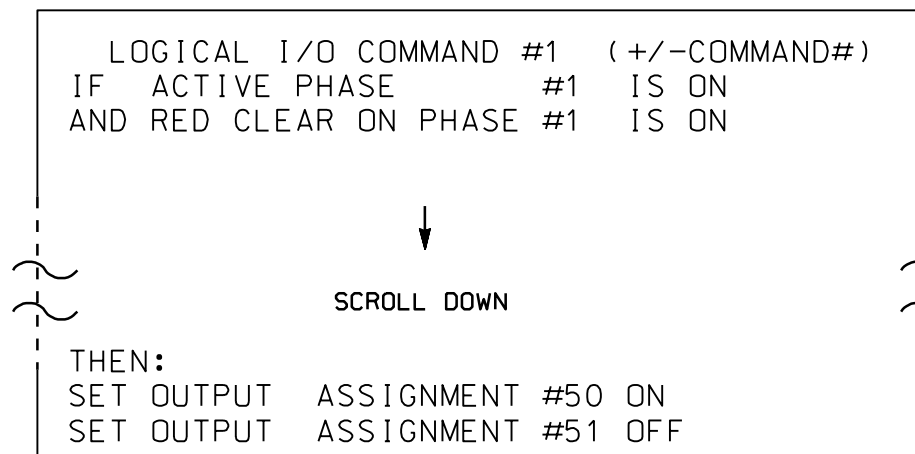 LOGICAL I/O COMMAND #1 (+/-COMMAND#)
IF ACTIVE PHASE #1 IS ON
AND RED CLEAR ON PHASE #1 IS ON
SCROLL DOWN
THEN:
SET OUTPUT ASSIGNMENT #50 ON
SET OUTPUT ASSIGNMENT #51 OFF